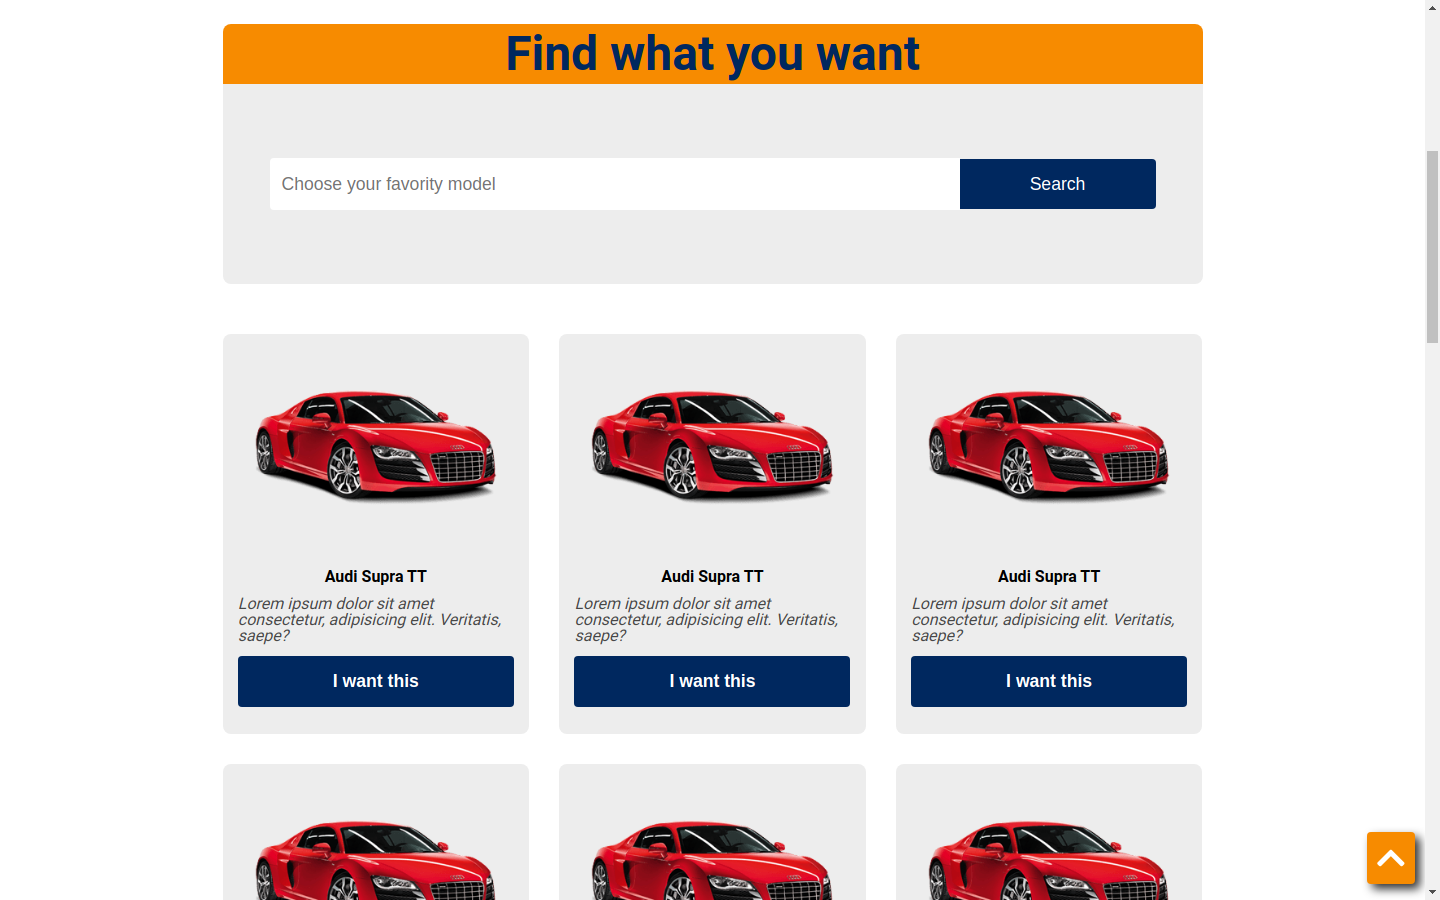 Find what you want
Choose your favority model
Search
Audi Supra TT
Lorem ipsum dolor sit amet
consectetur, adipisicing elit. Veritatis,
saepe?
I want this
Audi Supra TT
Lorem ipsum dolor sit amet
consectetur, adipisicing elit. Veritatis,
saepe?
I want this
Audi Supra TT
Lorem ipsum dolor sit amet
consectetur, adipisicing elit. Veritatis,
saepe?
I want this